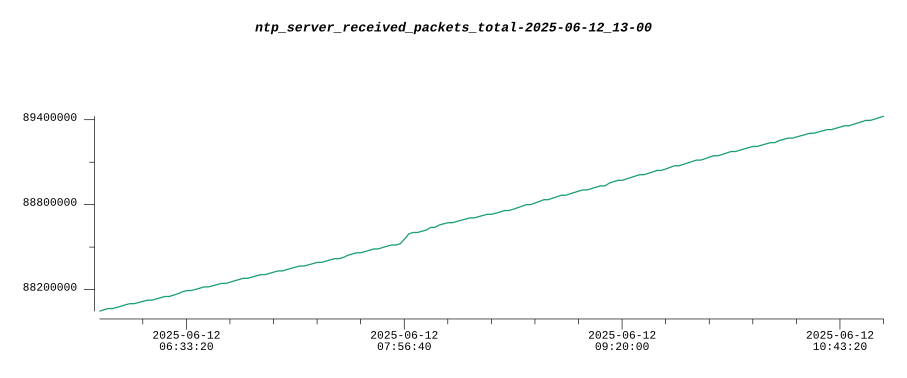 ntp_server_received_packets_total-2025-06-12_13-00
89400000
88800000
88200000
2025-06-12 2025-06-12 2025-06-12 2025-06-12
06:33:20 07:56:40 09:20:00 10:43:20